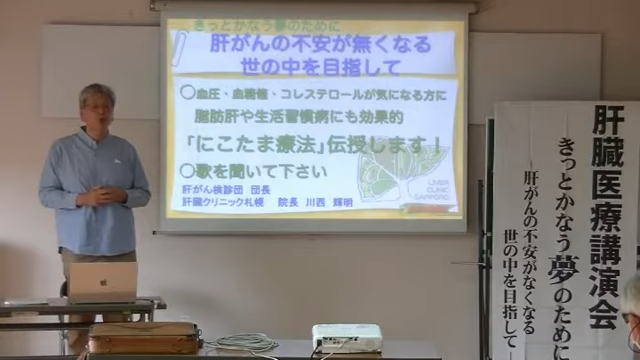 きっとかなう夢のために
肝がんの不安が無くなる
世の中を目指して
○血圧・血糖値・コレステロールが気になる方に
脂肪肝や生活習慣病にも効果的
「にこたま療法」伝授します！
○歌を聞いて下さい
肝がん検診団 団長
肝臓クリニック札幌 院長 川西 輝明
LIVER
CLINIC
SAPPORO
肝臓医療講演会
きっとかなう夢のために
肝がんの不安がなくなる
世の中を目指して